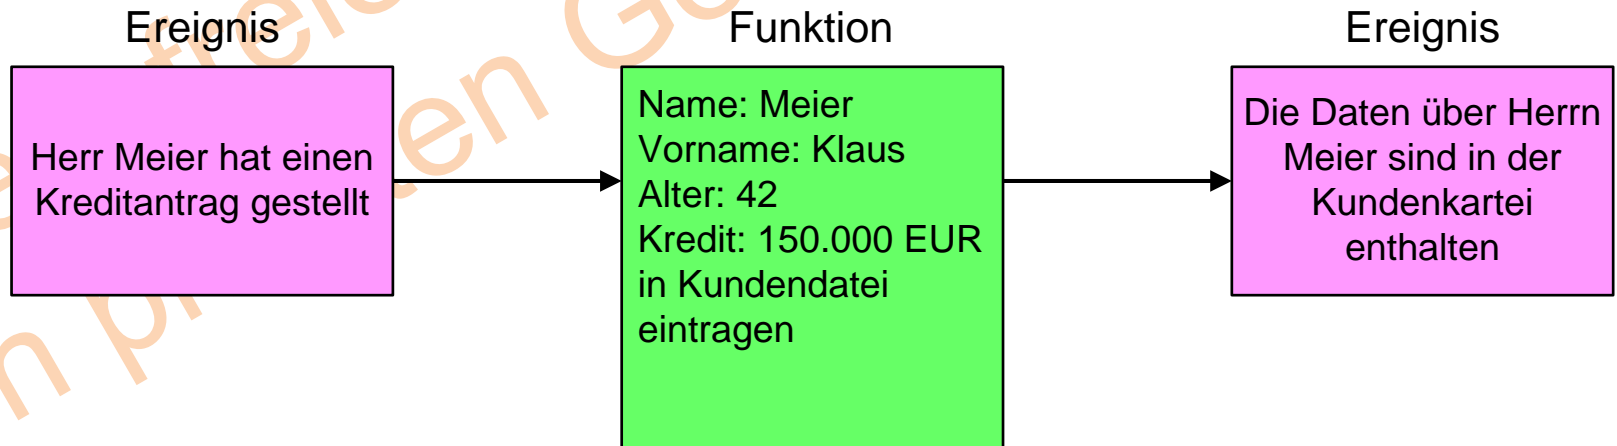 Ereignis
Funktion
Ereignis
Herr Meier hat einen
Kreditantrag gestellt
Name: Meier
Vorname: Klaus
Alter: 42
Kredit: 150.000 EUR
in Kundendatei
eintragen
Die Daten über Herrn
Meier sind in der
Kundenkartei
enthalten